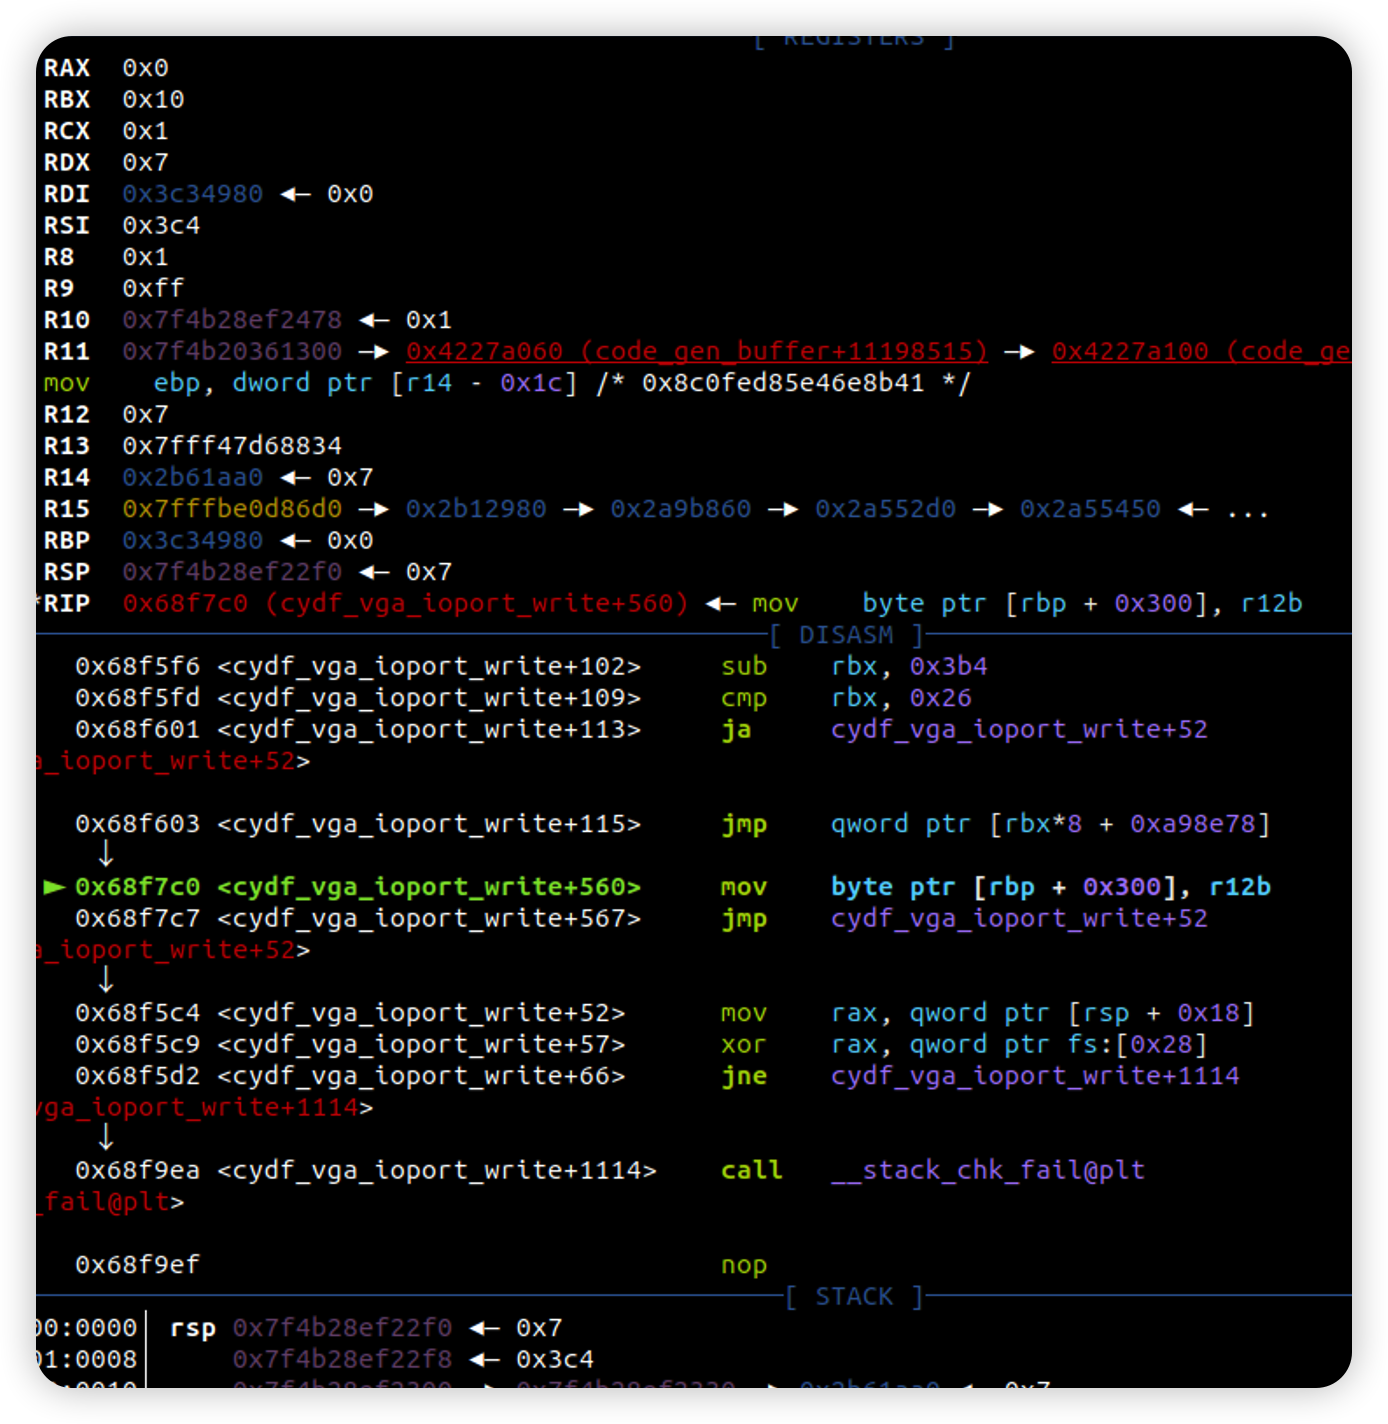 [ REGISTERS ]
RAX  0x0
RBX  0x10
RCX  0x1
RDX  0x7
RDI  0x3c34980 ◂— 0x0
RSI  0x3c4
R8   0x1
R9   0xff
R10  0x7f4b28ef2478 ◂— 0x1
R11  0x7f4b20361300 —▸ 0x4227a060 (code_gen_buffer+11198515) —▸ 0x4227a100 (code_ge
mov    ebp, dword ptr [r14 - 0x1c] /* 0x8c0fed85e46e8b41 */
R12  0x7
R13  0x7fff47d68834
R14  0x2b61aa0 ◂— 0x7
R15  0x7fffbe0d86d0 —▸ 0x2b12980 —▸ 0x2a9b860 —▸ 0x2a552d0 —▸ 0x2a55450 ◂— ...
RBP  0x3c34980 ◂— 0x0
RSP  0x7f4b28ef22f0 ◂— 0x7
*RIP  0x68f7c0 (cydf_vga_ioport_write+560) ◂— mov    byte ptr [rbp + 0x300], r12b
[ DISASM ]
0x68f5f6 <cydf_vga_ioport_write+102>     sub    rbx, 0x3b4
0x68f5fd <cydf_vga_ioport_write+109>     cmp    rbx, 0x26
0x68f601 <cydf_vga_ioport_write+113>     ja     cydf_vga_ioport_write+52
a_ioport_write+52>
0x68f603 <cydf_vga_ioport_write+115>     jmp    qword ptr [rbx*8 + 0xa98e78]
↓
► 0x68f7c0 <cydf_vga_ioport_write+560>     mov    byte ptr [rbp + 0x300], r12b
0x68f7c7 <cydf_vga_ioport_write+567>     jmp    cydf_vga_ioport_write+52
a_ioport_write+52>
↓
0x68f5c4 <cydf_vga_ioport_write+52>      mov    rax, qword ptr [rsp + 0x18]
0x68f5c9 <cydf_vga_ioport_write+57>      xor    rax, qword ptr fs:[0x28]
0x68f5d2 <cydf_vga_ioport_write+66>      jne    cydf_vga_ioport_write+1114
vga_ioport_write+1114>
↓
0x68f9ea <cydf_vga_ioport_write+1114>    call   __stack_chk_fail@plt
_fail@plt>
0x68f9ef                                 nop
[ STACK ]
00:0000│ rsp 0x7f4b28ef22f0 ◂— 0x7
01:0008│     0x7f4b28ef22f8 ◂— 0x3c4